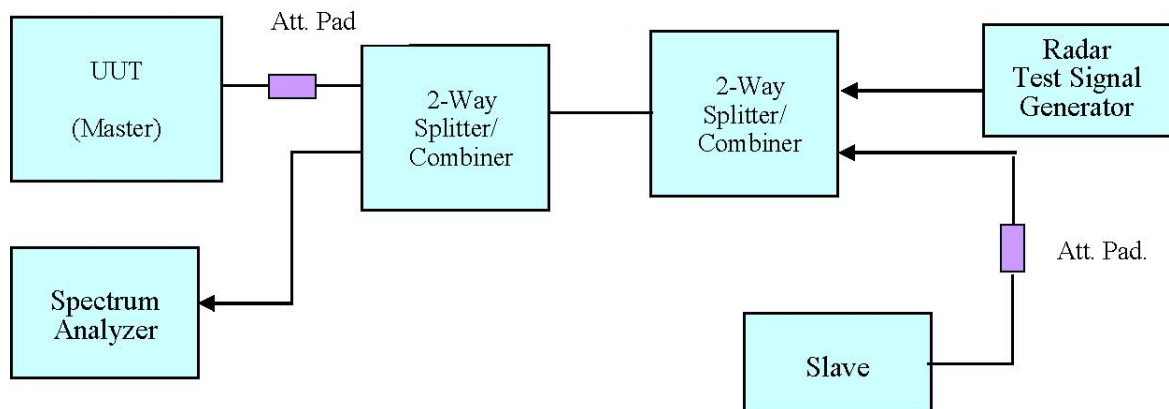 UUT
(Master)
Att. Pad
2-Way
Splitter/
Combiner
2-Way
Splitter/
Combiner
Radar
Test Signal
Generator
Spectrum
Analyzer
Att. Pad.
Slave